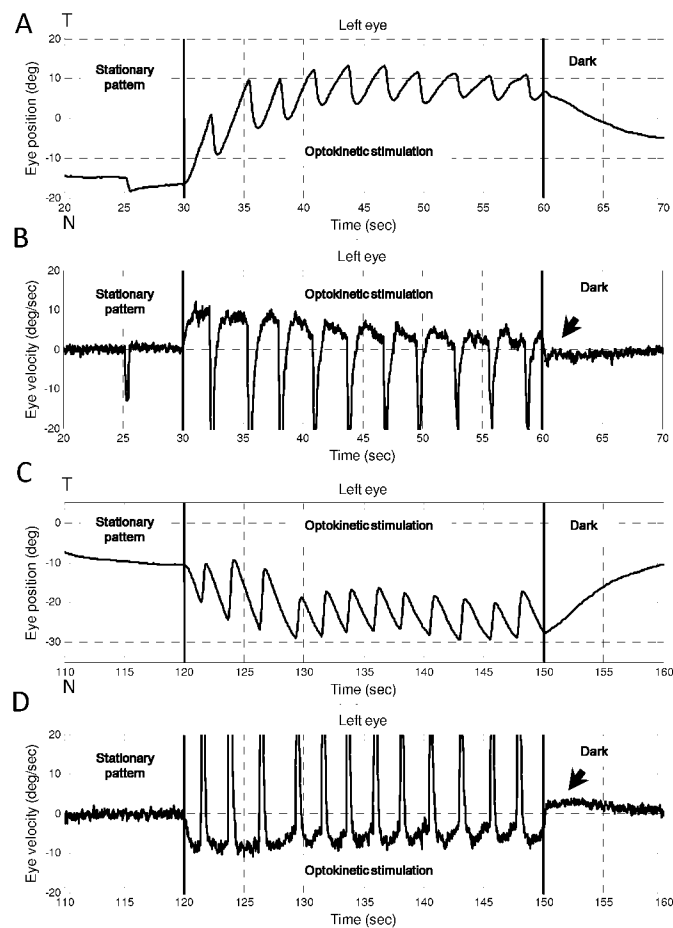 A
T
Left eye
Stationary
pattern
Dark
Optokinetic stimulation
Eye position (deg)
20
10
0
-10
-20
20 25 30 35 40 45 50 55 60 65 70
N
Time (sec)
B
Left eye
Stationary
pattern
Optokinetic stimulation
Dark
Eye velocity (deg/sec)
20
10
0
-10
-20
20 25 30 35 40 45 50 55 60 65 70
Time (sec)
C
T
Left eye
Stationary
pattern
Optokinetic stimulation
Dark
Eye position (deg)
0
-10
-20
-30
110 115 120 125 130 135 140 145 150 155 160
N
Time (sec)
D
Left eye
Stationary
pattern
Dark
Optokinetic stimulation
Eye velocity (deg/sec)
20
10
0
-10
-20
110 115 120 125 130 135 140 145 150 155 160
Time (sec)